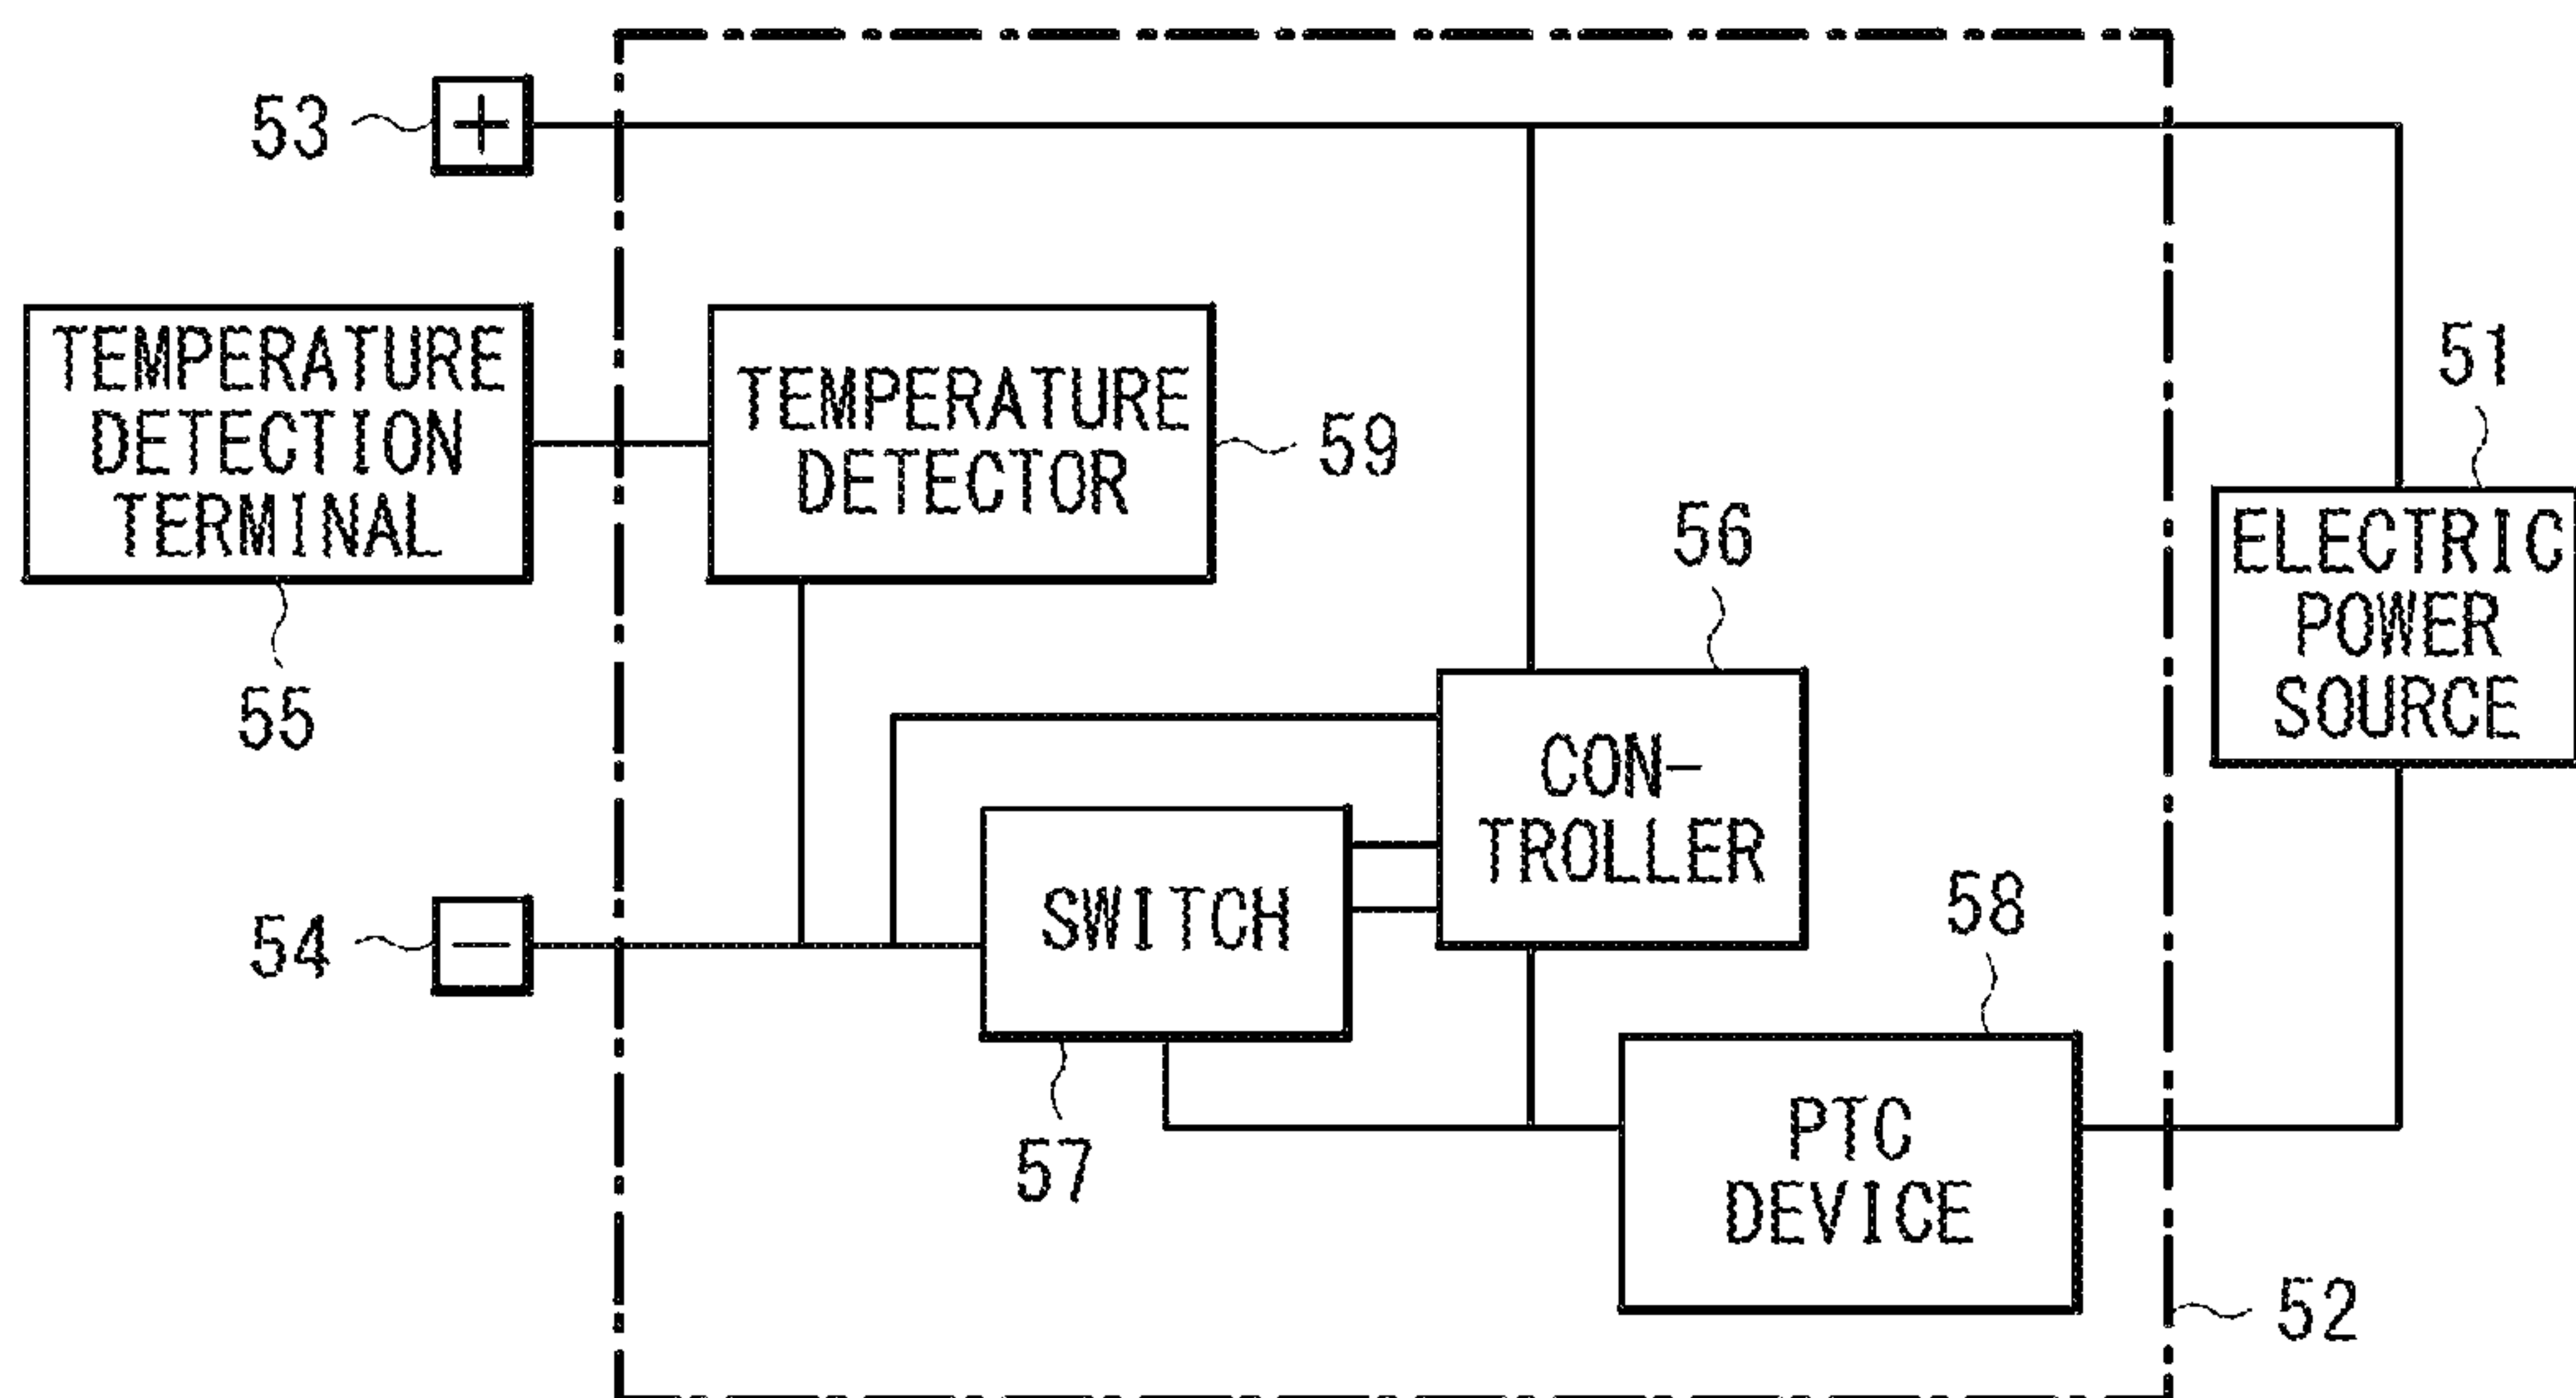 53
+
TEMPERATURE
DETECTION
TERMINAL
55
TEMPERATURE
DETECTOR
59
51
ELECTRIC
POWER
SOURCE
56
CON-
TROLLER
54
−
SWITCH
57
58
PTC
DEVICE
52